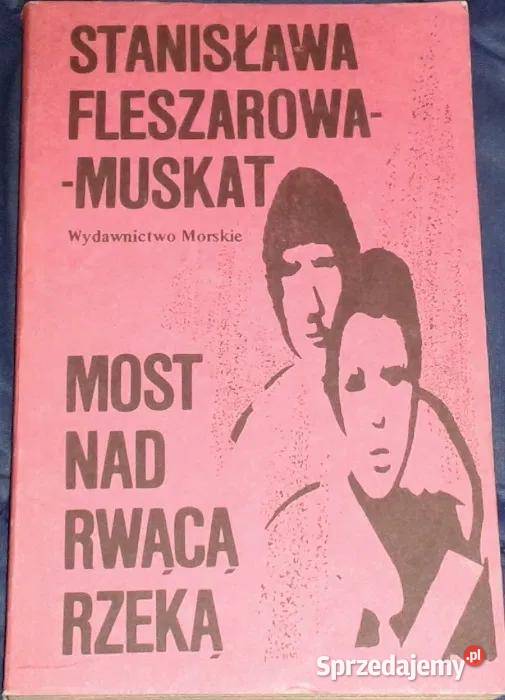 STANISŁAWA
FLESZAROWA-
-MUSKAT
Wydawnictwo Morskie
MOST
NAD
RWĄCĄ
RZEKĄ
Sprzedajemy.pl